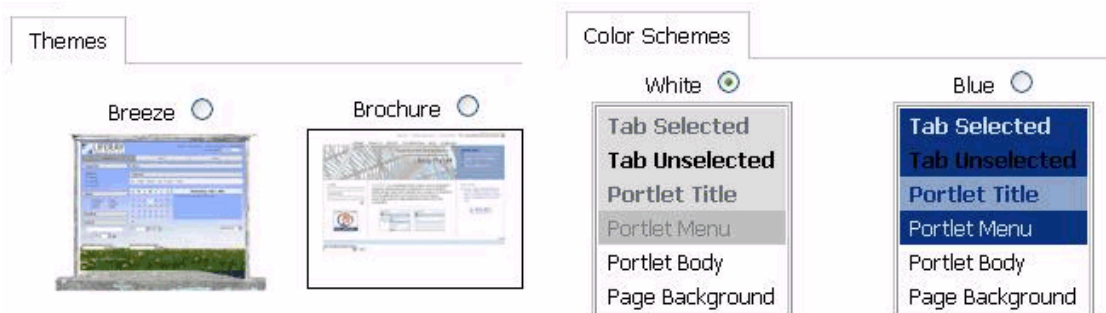 Themes
Breeze
Brochure
LIFERAY
Color Schemes
White
Tab Selected
Tab Unselected
Portlet Title
Portlet Menu
Portlet Body
Page Background
Blue
Tab Selected
Tab Unselected
Portlet Title
Portlet Menu
Portlet Body
Page Background